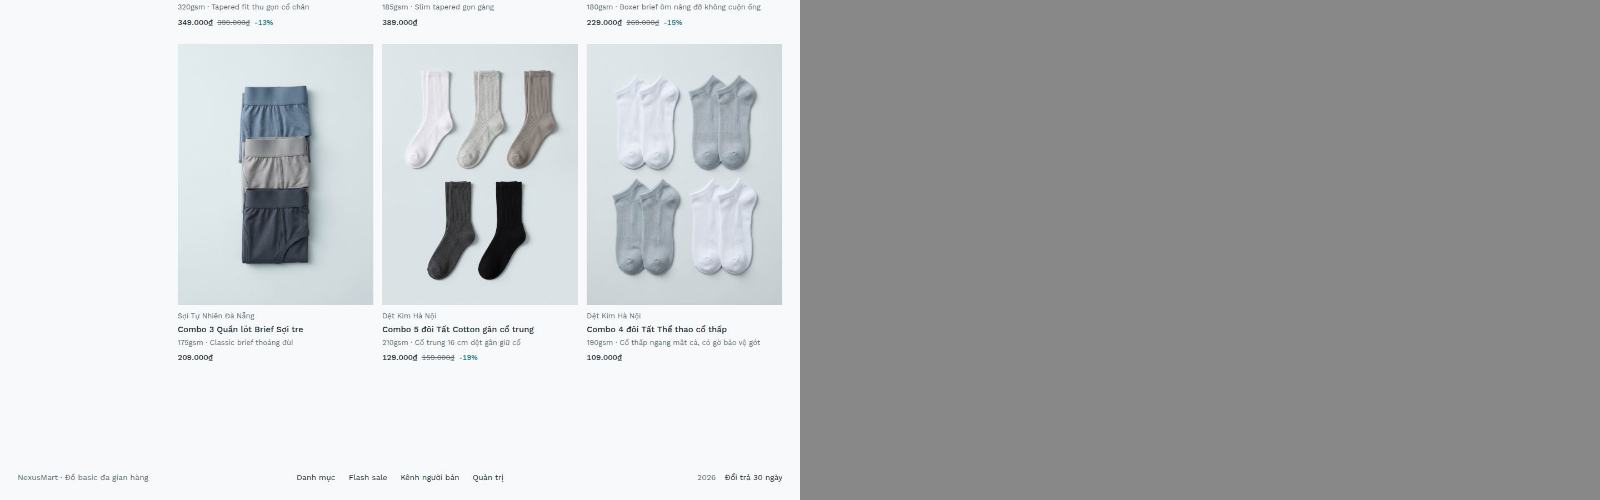 320gsm · Tapered fit thu gọn cổ chân
349.000₫ 399.000₫ -13%
185gsm · Slim tapered gọn gàng
389.000₫
180gsm · Boxer brief ôm nâng đỡ không cuộn ống
229.000₫ 269.000₫ -15%
Sợi Tự Nhiên Đà Nẵng
Combo 3 Quần lót Brief Sợi tre
175gsm · Classic brief thoáng đùi
209.000₫
Dệt Kim Hà Nội
Combo 5 đôi Tất Cotton gân cổ trung
210gsm · Cổ trung 16 cm dệt gân giữ cổ
129.000₫ 159.000₫ -19%
Dệt Kim Hà Nội
Combo 4 đôi Tất Thể thao cổ thấp
190gsm · Cổ thấp ngang mắt cá, có gờ bảo vệ gót
109.000₫
NexusMart · Đồ basic đa gian hàng
Danh mục Flash sale Kênh người bán Quản trị
2026 Đổi trả 30 ngày